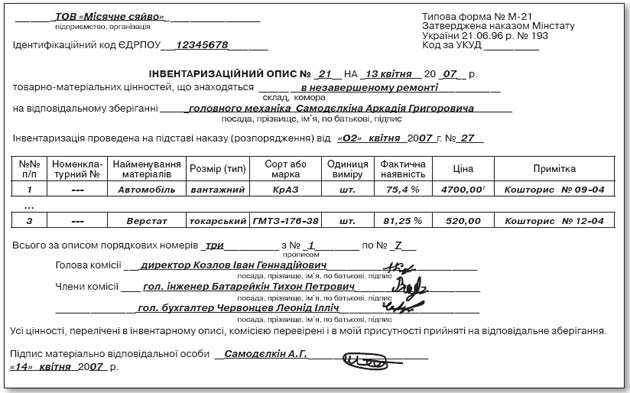 ТОВ «Місячне сяйво»
підприємство, організація
Ідентифікаційний код ЄДРПОУ 12345678
Типова форма № М-21
Затверджена наказом Мінстату
України 21.06.96 р. № 193
Код за УКУД
ІНВЕНТАРИЗАЦІЙНИЙ ОПИС № 21 НА 13 квітня 20 07 р.
товарно-матеріальних цінностей, що знаходяться в незавершеному ремонті
склад, комора
на відповідальному зберіганні головного механіка Самодєлкіна Аркадія Григоровича
посада, прізвище, ім'я, по батькові, підпис
Інвентаризація проведена на підставі наказу (розпорядження) від «О2» квітня 2007 г. № 27
№№ п/п Номенкла- турний № Найменування матеріалів Розмір (тип) Сорт або марка Одиниця виміру Фактична наявність Ціна Примітка
1 --- Автомобіль вантажний КрАЗ шт. 75,4 % 4700,00¹ Кошторис № 09-04
...
3 --- Верстат токарський ГМТЗ-176-38 шт. 81,25 % 520,00 Кошторис № 12-04
Всього за описом порядкових номерів три з № 1 по № 7
прописом
Голова комісії директор Козлов Іван Геннадійович
посада, прізвище, ім'я, по батькові, підпис
Члени комісії гол. інженер Батарейкін Тихон Петрович
посада, прізвище, ім'я, по батькові, підпис
гол. бухгалтер Червонцев Леонід Ілліч
посада, прізвище, ім'я, по батькові, підпис
Усі цінності, перелічені в інвентарному описі, комісією перевірені і в моїй присутності прийняті на відповідальне зберігання.
Підпис матеріально відповідальної особи Самодєлкін А.Г.
«14» квітня 2007 р.